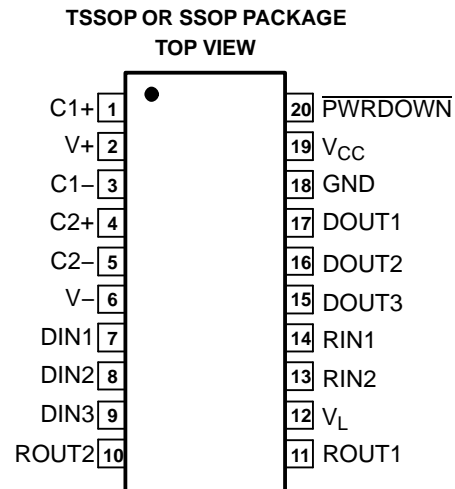 TSSOP OR SSOP PACKAGE
TOP VIEW
C1+ 1 20 PWRDOWN
V+ 2 19 VCC
C1− 3 18 GND
C2+ 4 17 DOUT1
C2− 5 16 DOUT2
V− 6 15 DOUT3
DIN1 7 14 RIN1
DIN2 8 13 RIN2
DIN3 9 12 VL
ROUT2 10 11 ROUT1